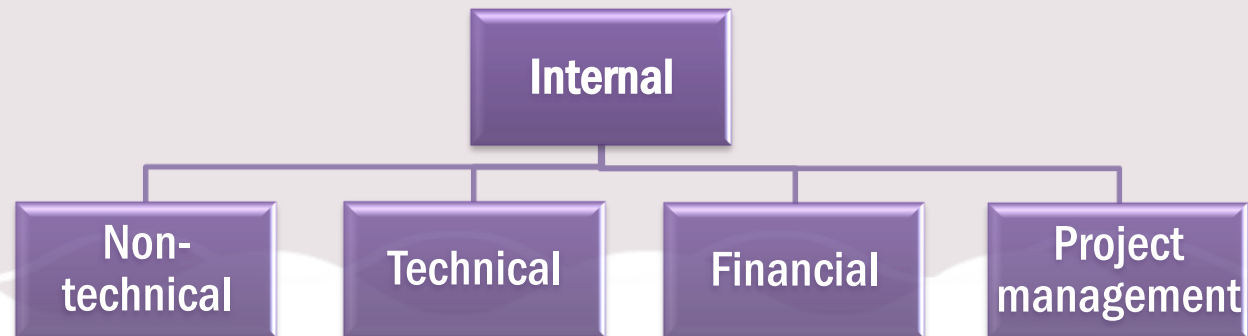 Internal
Non-
technical
Technical
Financial
Project
management